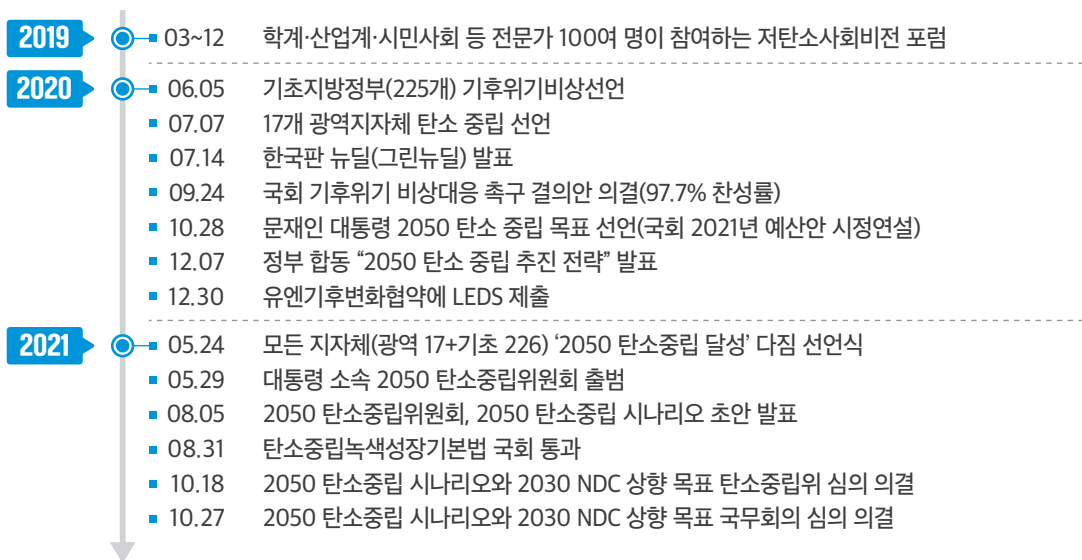 2019 03~12 학계·산업계·시민사회 등 전문가 100여 명이 참여하는 저탄소사회비전 포럼
2020 06.05 기초지방정부(225개) 기후위기비상선언
07.07 17개 광역지자체 탄소 중립 선언
07.14 한국판 뉴딜(그린뉴딜) 발표
09.24 국회 기후위기 비상대응 촉구 결의안 의결(97.7% 찬성률)
10.28 문재인 대통령 2050 탄소 중립 목표 선언(국회 2021년 예산안 시정연설)
12.07 정부 합동 “2050 탄소 중립 추진 전략” 발표
12.30 유엔기후변화협약에 LEDS 제출
2021 05.24 모든 지자체(광역 17+기초 226) ‘2050 탄소중립 달성’ 다짐 선언식
05.29 대통령 소속 2050 탄소중립위원회 출범
08.05 2050 탄소중립위원회, 2050 탄소중립 시나리오 초안 발표
08.31 탄소중립녹색성장기본법 국회 통과
10.18 2050 탄소중립 시나리오와 2030 NDC 상향 목표 탄소중립위 심의 의결
10.27 2050 탄소중립 시나리오와 2030 NDC 상향 목표 국무회의 심의 의결